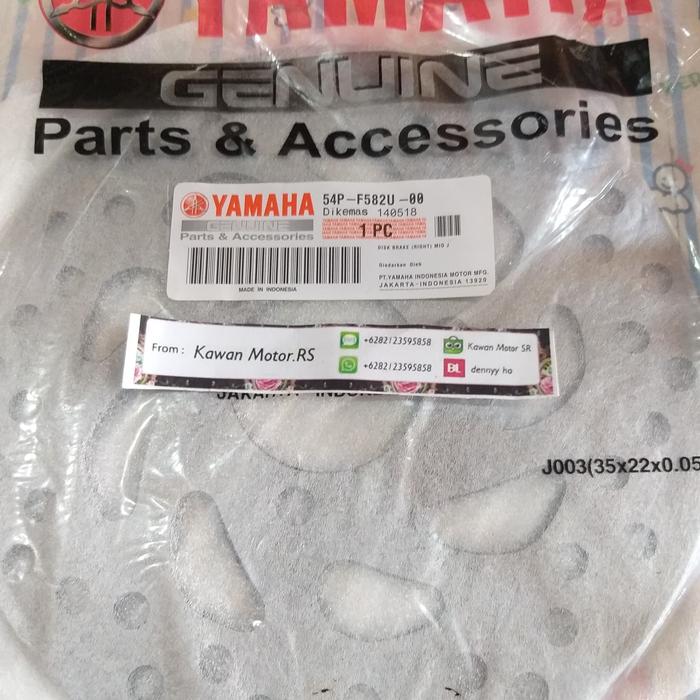 YAMAHA
GENUINE
Parts & Accessories
YAMAHA 54P-F582U-00
GENUINE Dikemas 140518
Parts & Accessories 1 PC
DISK BRAKE (RIGHT) MIO J
Diedarkan Oleh
PT.YAMAHA INDONESIA MOTOR MFG.
JAKARTA-INDONESIA 13920
MADE IN INDONESIA
From : Kawan Motor.RS
+6282123595858 Kawan Motor SR
+6282123595858 BL dennyy ho
J003(35x22x0.05